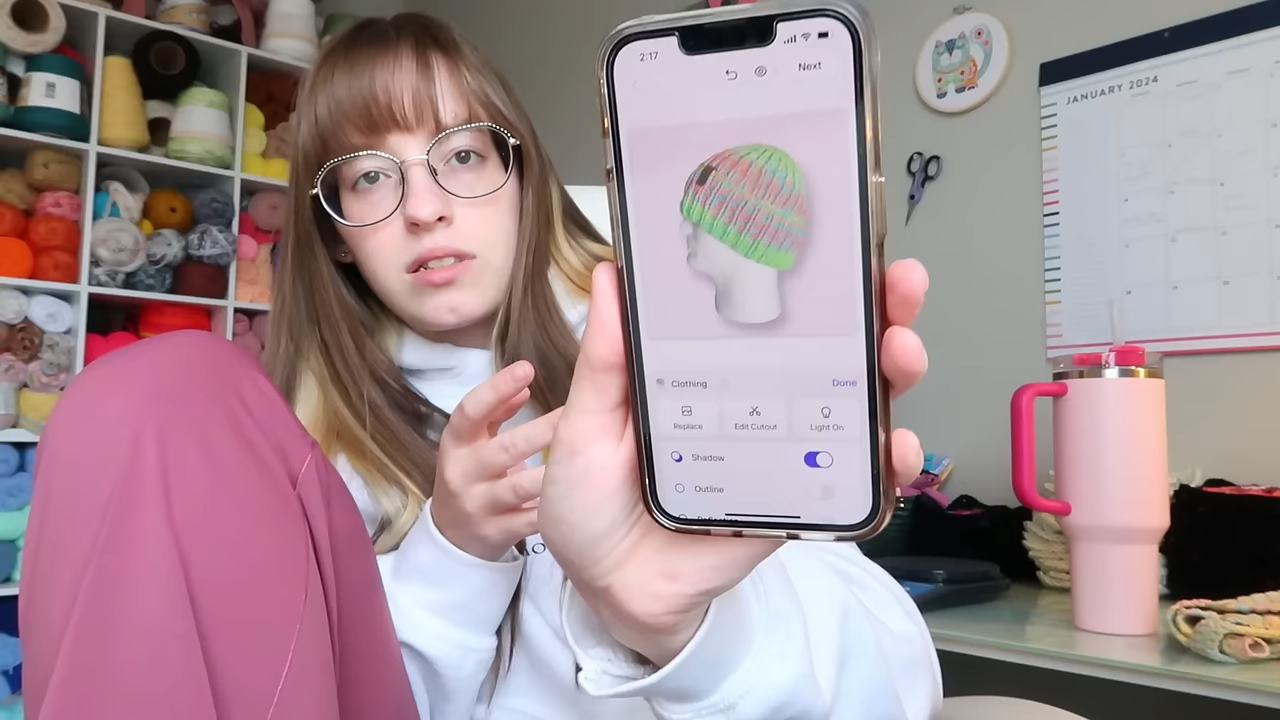 2:17
Next
Clothing
Done
Replace
Edit Cutout
Light On
Shadow
Outline
JANUARY 2024